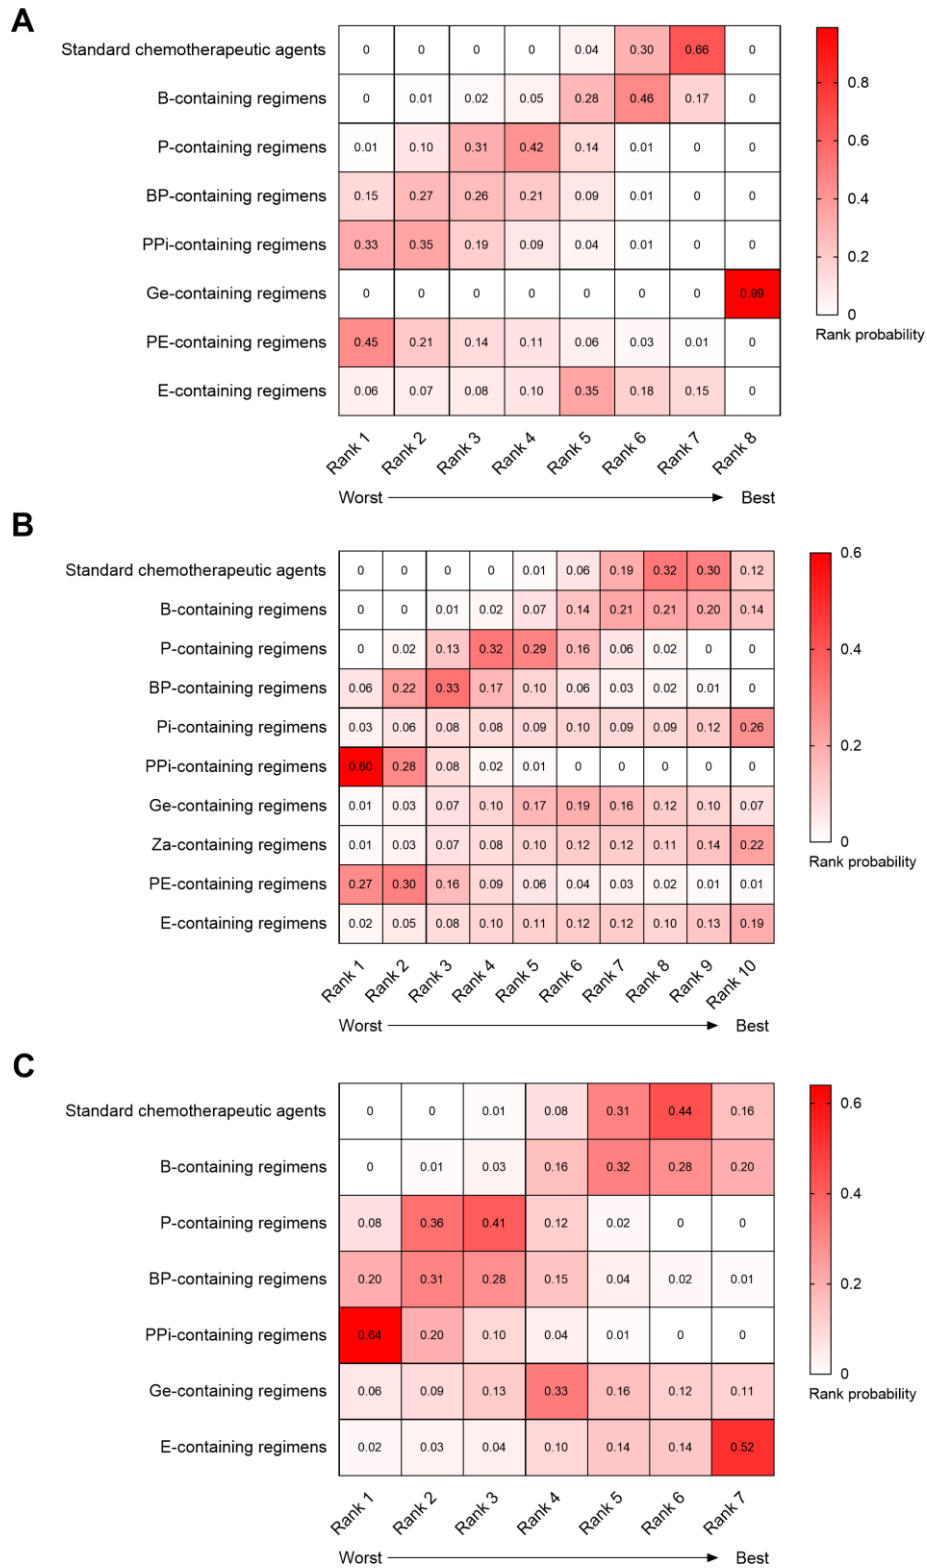 A
Standard chemotherapeutic agents 0 0 0 0 0.04 0.30 0.66 0
B-containing regimens 0 0.01 0.02 0.05 0.28 0.46 0.17 0
P-containing regimens 0.01 0.10 0.31 0.42 0.14 0.01 0 0
BP-containing regimens 0.15 0.27 0.26 0.21 0.09 0.01 0 0
PPi-containing regimens 0.33 0.35 0.19 0.09 0.04 0.01 0 0
Ge-containing regimens 0 0 0 0 0 0 0 0.99
PE-containing regimens 0.45 0.21 0.14 0.11 0.06 0.03 0.01 0
E-containing regimens 0.06 0.07 0.08 0.10 0.35 0.18 0.15 0
Rank 1 Rank 2 Rank 3 Rank 4 Rank 5 Rank 6 Rank 7 Rank 8
Worst Best
0.8
0.6
0.4
0.2
0
Rank probability
B
Standard chemotherapeutic agents 0 0 0 0 0.01 0.06 0.19 0.32 0.30 0.12
B-containing regimens 0 0 0.01 0.02 0.07 0.14 0.21 0.21 0.20 0.14
P-containing regimens 0 0.02 0.13 0.32 0.29 0.16 0.06 0.02 0 0
BP-containing regimens 0.06 0.22 0.33 0.17 0.10 0.06 0.03 0.02 0.01 0
Pi-containing regimens 0.03 0.06 0.08 0.08 0.09 0.10 0.09 0.09 0.12 0.26
PPi-containing regimens 0.60 0.28 0.08 0.02 0.01 0 0 0 0 0
Ge-containing regimens 0.01 0.03 0.07 0.10 0.17 0.19 0.16 0.12 0.10 0.07
Za-containing regimens 0.01 0.03 0.07 0.08 0.10 0.12 0.12 0.11 0.14 0.22
PE-containing regimens 0.27 0.30 0.16 0.09 0.06 0.04 0.03 0.02 0.01 0.01
E-containing regimens 0.02 0.05 0.08 0.10 0.11 0.12 0.12 0.10 0.13 0.19
Rank 1 Rank 2 Rank 3 Rank 4 Rank 5 Rank 6 Rank 7 Rank 8 Rank 9 Rank 10
Worst Best
0.6
0.4
0.2
0
Rank probability
C
Standard chemotherapeutic agents 0 0 0.01 0.08 0.31 0.44 0.16
B-containing regimens 0 0.01 0.03 0.16 0.32 0.28 0.20
P-containing regimens 0.08 0.36 0.41 0.12 0.02 0 0
BP-containing regimens 0.20 0.31 0.28 0.15 0.04 0.02 0.01
PPi-containing regimens 0.64 0.20 0.10 0.04 0.01 0 0
Ge-containing regimens 0.06 0.09 0.13 0.33 0.16 0.12 0.11
E-containing regimens 0.02 0.03 0.04 0.10 0.14 0.14 0.52
Rank 1 Rank 2 Rank 3 Rank 4 Rank 5 Rank 6 Rank 7
Worst Best
0.6
0.4
0.2
0
Rank probability